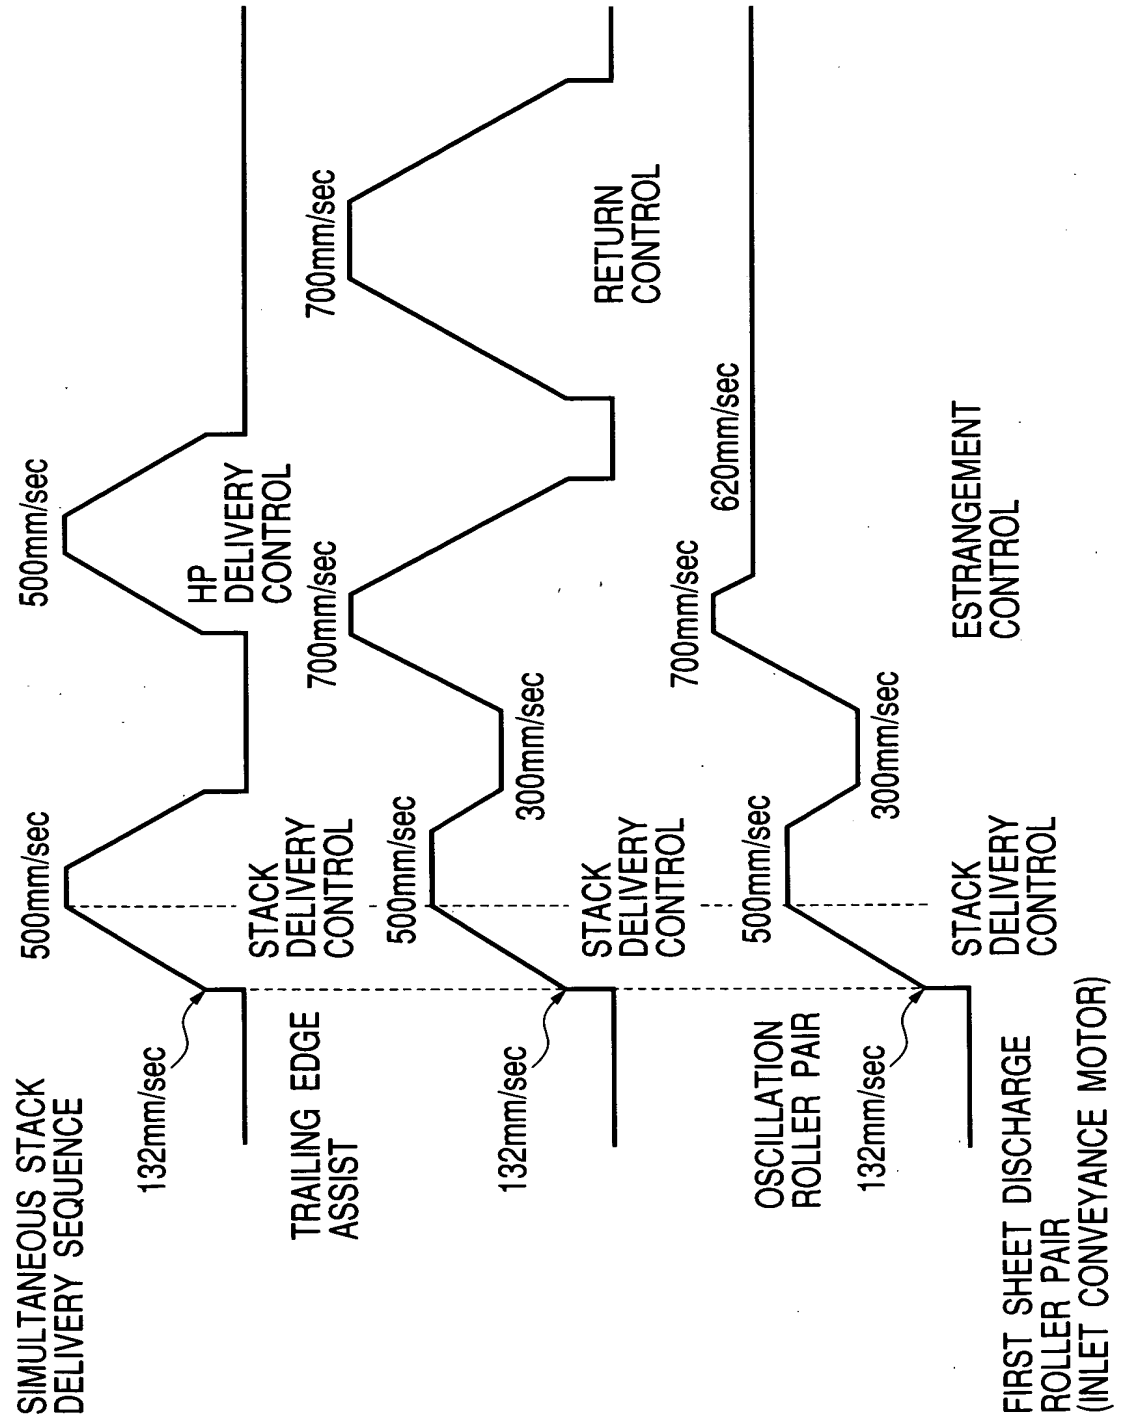 SIMULTANEOUS STACK
DELIVERY SEQUENCE
500mm/sec
500mm/sec
132mm/sec
TRAILING EDGE
ASSIST
STACK
DELIVERY
CONTROL
HP
DELIVERY
CONTROL
500mm/sec
700mm/sec
700mm/sec
132mm/sec
300mm/sec
OSCILLATION
ROLLER PAIR
STACK
DELIVERY
CONTROL
RETURN
CONTROL
500mm/sec
700mm/sec
620mm/sec
132mm/sec
300mm/sec
FIRST SHEET DISCHARGE
ROLLER PAIR
(INLET CONVEYANCE MOTOR)
STACK
DELIVERY
CONTROL
ESTRANGEMENT
CONTROL